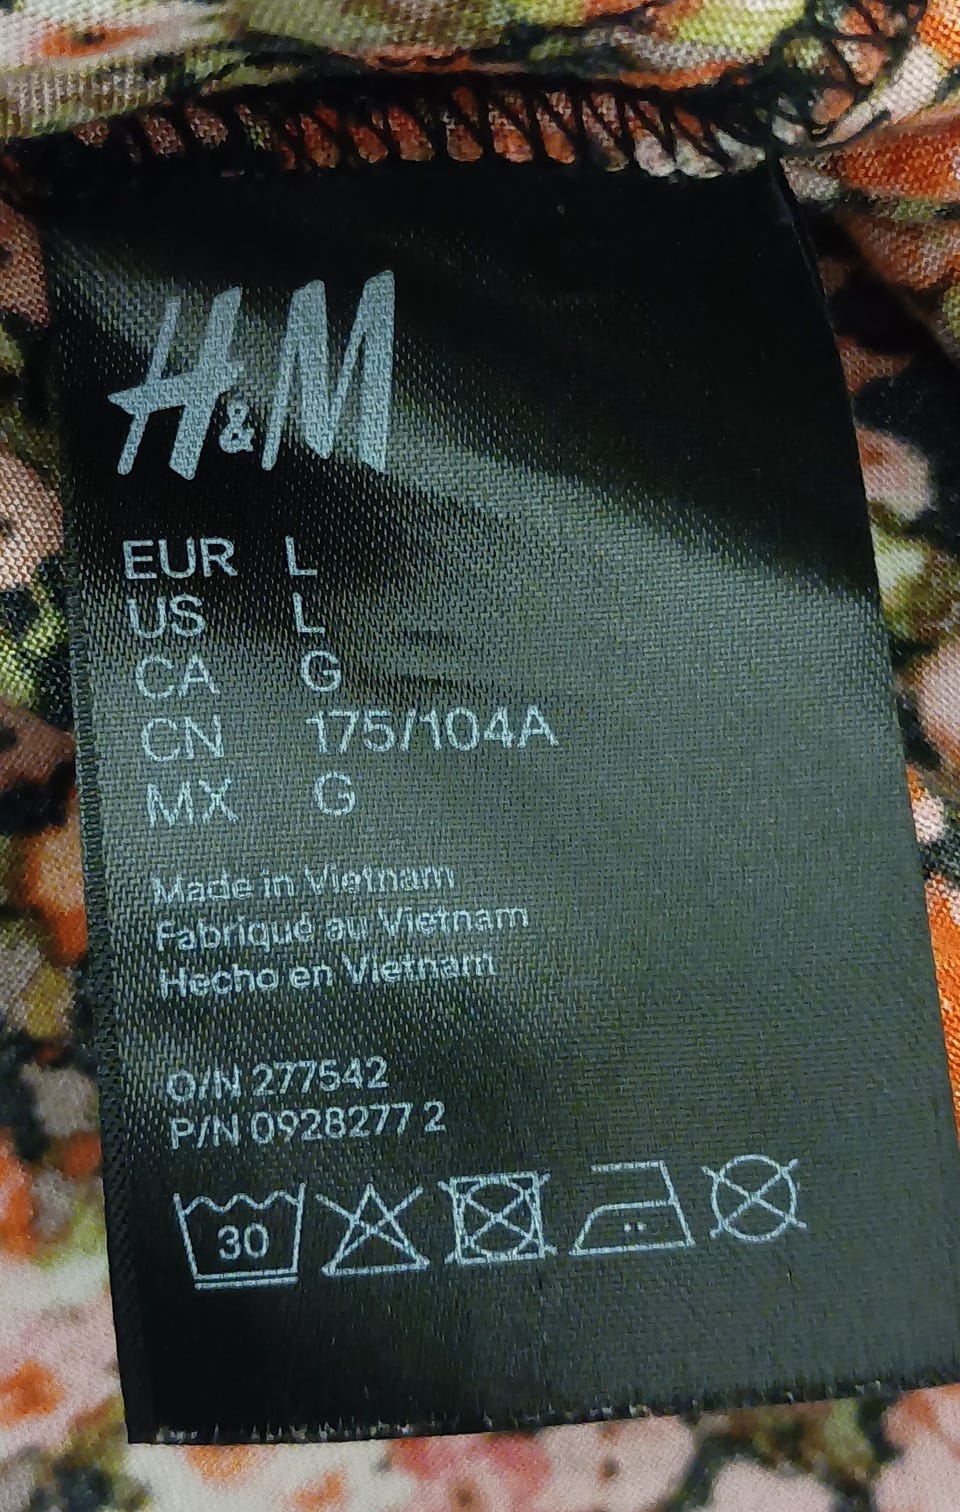 H&M
EUR L
US L
CA G
CN 175/104A
MX G
Made in Vietnam
Fabriqué au Vietnam
Hecho en Vietnam
O/N 277542
P/N 0928277 2
30